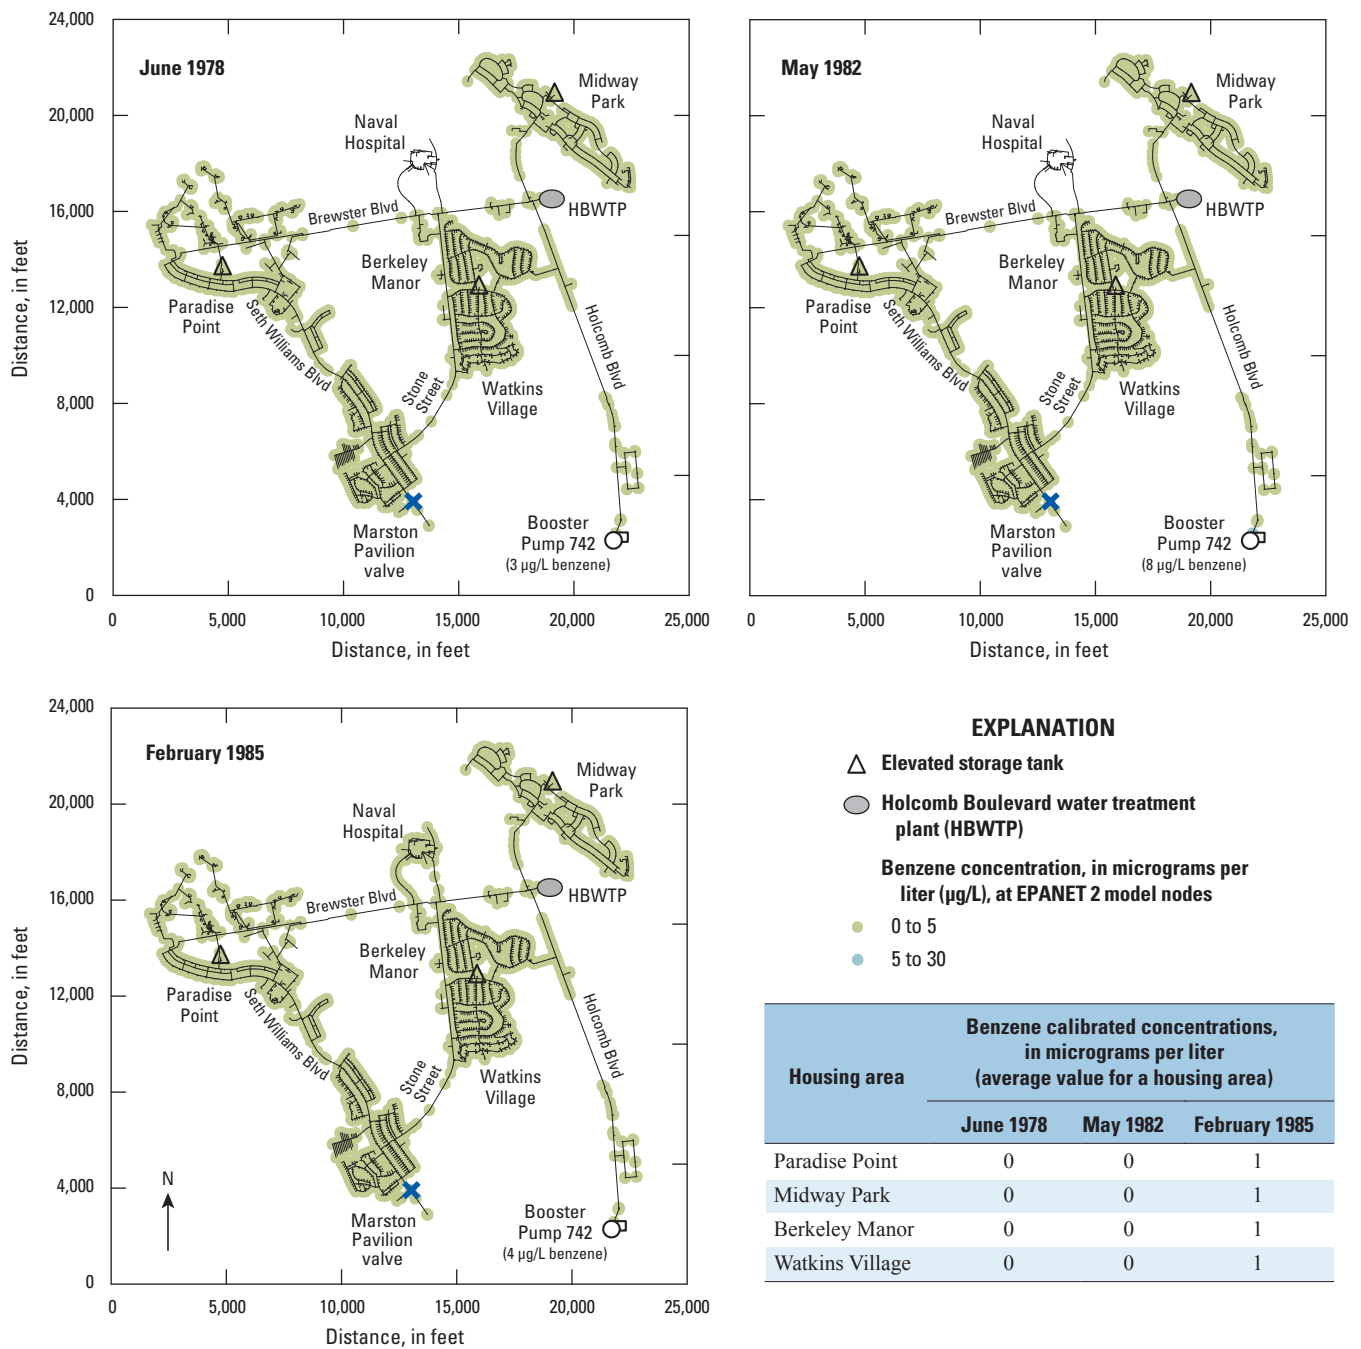 24,000
20,000
16,000
12,000
8,000
4,000
0
Distance, in feet
June 1978
Midway
Park
Naval
Hospital
HBWTP
Brewster Blvd
Berkeley
Manor
Paradise
Point
Seth Williams Blvd
Holcomb Blvd
Stone
Street
Watkins
Village
Marston
Pavilion
valve
Booster
Pump 742
(3 µg/L benzene)
0
5,000
10,000
15,000
20,000
25,000
Distance, in feet
May 1982
Midway
Park
Naval
Hospital
HBWTP
Brewster Blvd
Berkeley
Manor
Paradise
Point
Seth Williams Blvd
Holcomb Blvd
Stone
Street
Watkins
Village
Marston
Pavilion
valve
Booster
Pump 742
(8 µg/L benzene)
0
5,000
10,000
15,000
20,000
25,000
Distance, in feet
24,000
20,000
16,000
12,000
8,000
4,000
0
Distance, in feet
February 1985
Midway
Park
Naval
Hospital
HBWTP
Brewster Blvd
Berkeley
Manor
Paradise
Point
Seth Williams Blvd
Holcomb Blvd
Stone
Street
Watkins
Village
N
Marston
Pavilion
valve
Booster
Pump 742
(4 µg/L benzene)
0
5,000
10,000
15,000
20,000
25,000
Distance, in feet
EXPLANATION
Elevated storage tank
Holcomb Boulevard water treatment
plant (HBWTP)
Benzene concentration, in micrograms per
liter (µg/L), at EPANET 2 model nodes
0 to 5
5 to 30
Benzene calibrated concentrations,
in micrograms per liter
(average value for a housing area)
Housing area
June 1978 May 1982 February 1985
Paradise Point 0 0 1
Midway Park 0 0 1
Berkeley Manor 0 0 1
Watkins Village 0 0 1